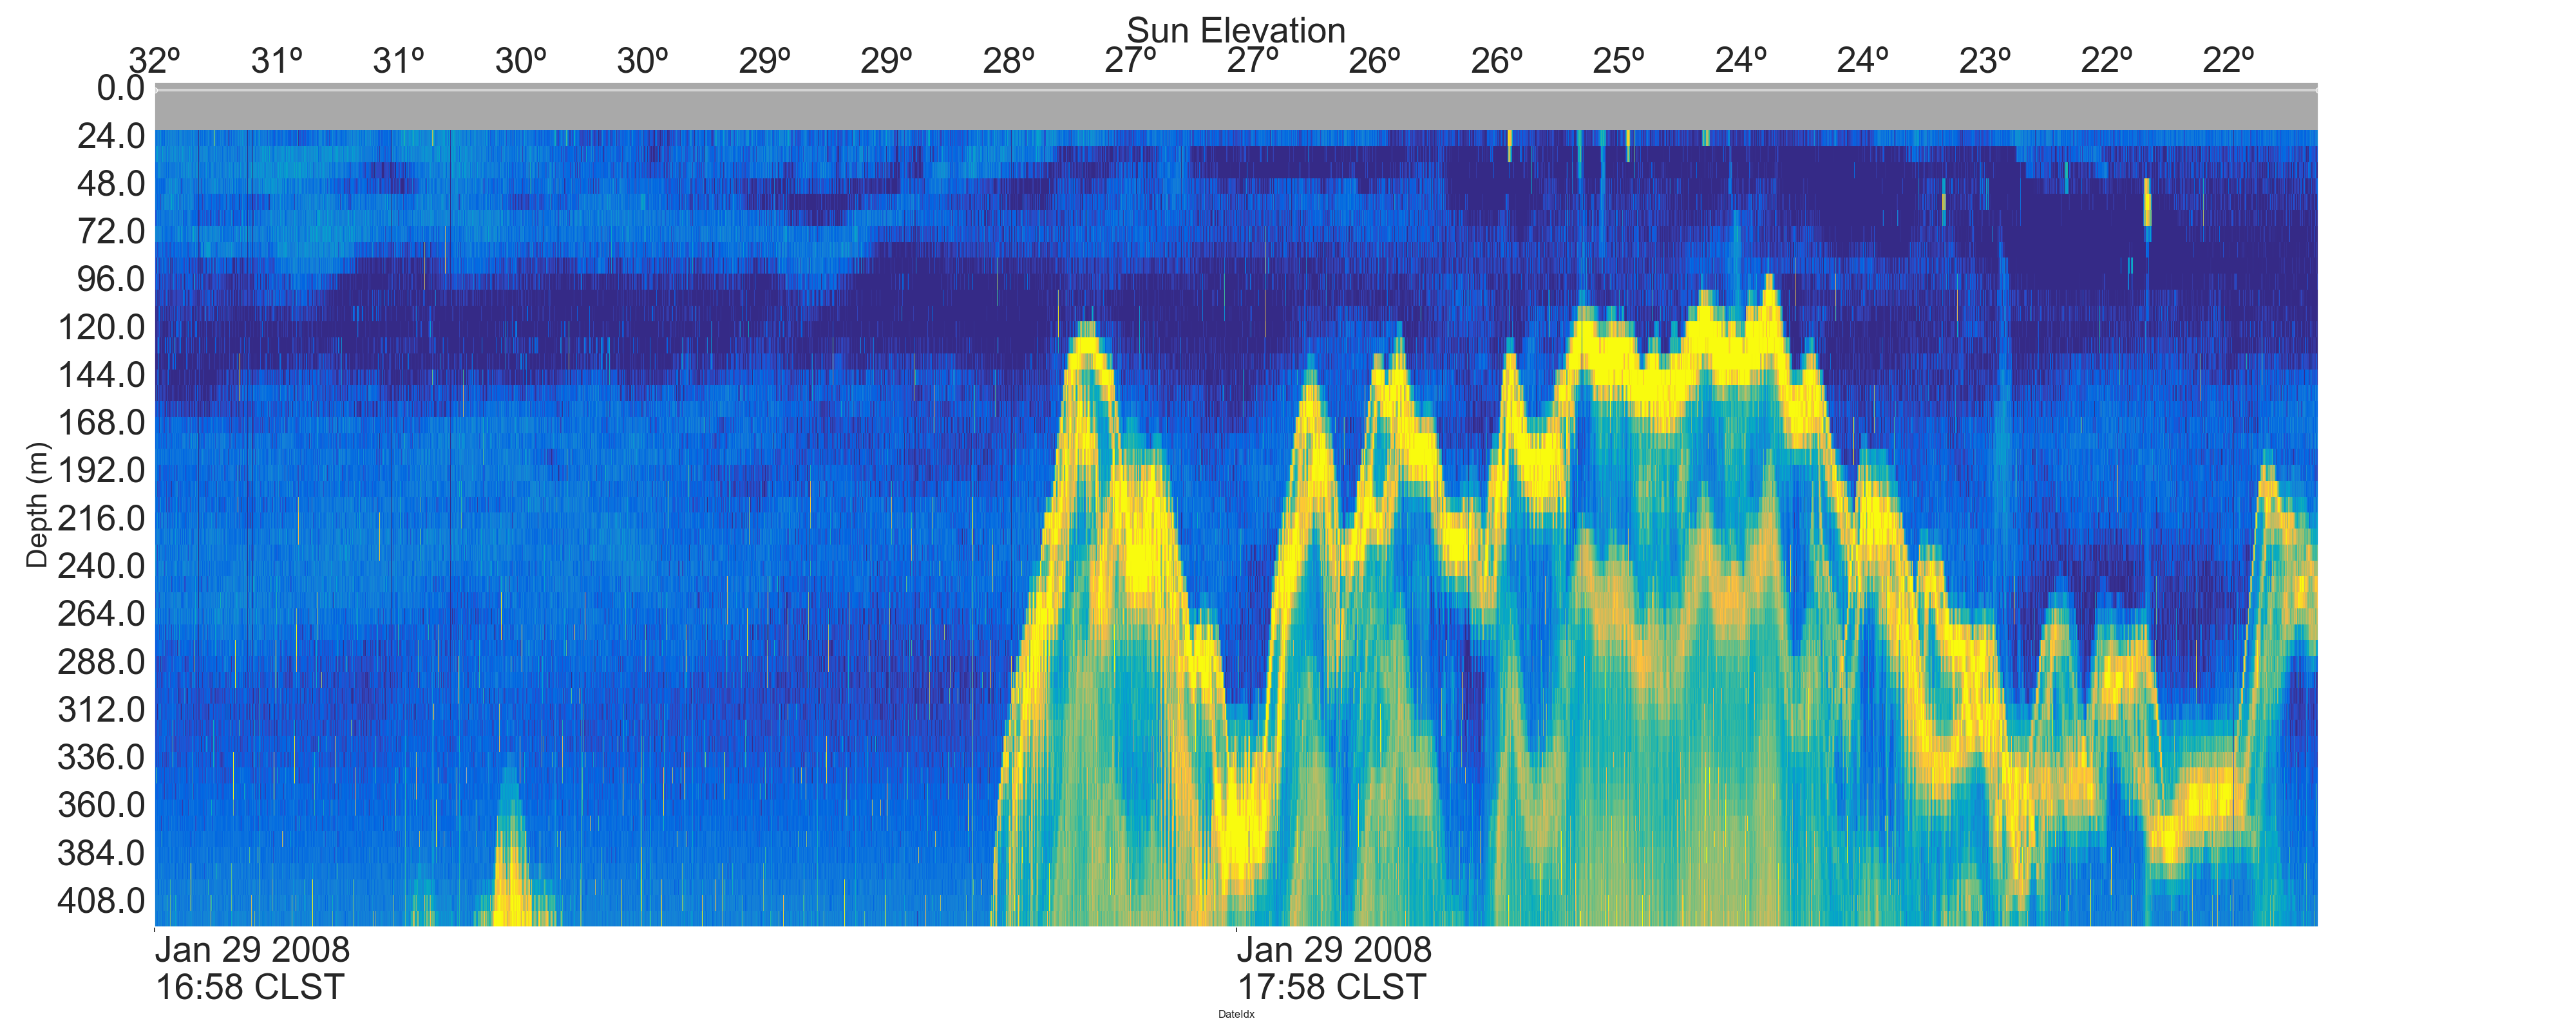 Sun Elevation
32º 31º 31º 30º 30º 29º 29º 28º 27º 27º 26º 26º 25º 24º 24º 23º 22º 22º
0.0
24.0
48.0
72.0
96.0
120.0
144.0
168.0
192.0
216.0
240.0
264.0
288.0
312.0
336.0
360.0
384.0
408.0
Depth (m)
Jan 29 2008
16:58 CLST
Jan 29 2008
17:58 CLST
DateIdx